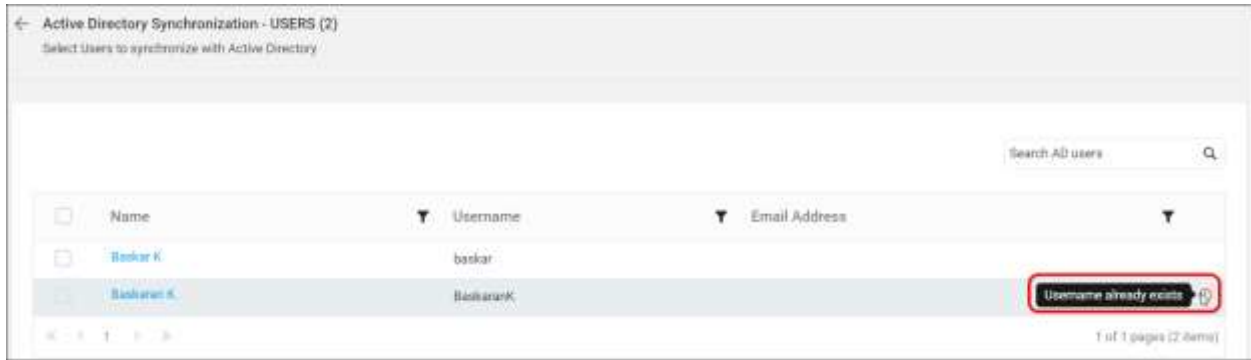 Active Directory Synchronization - USERS (2)
Select Users to synchronize with Active Directory
Search AD users
Name Username Email Address
Baskar K baskar
Baskaran K BaskaranK Username already exists
1 1 of 1 pages (2 items)